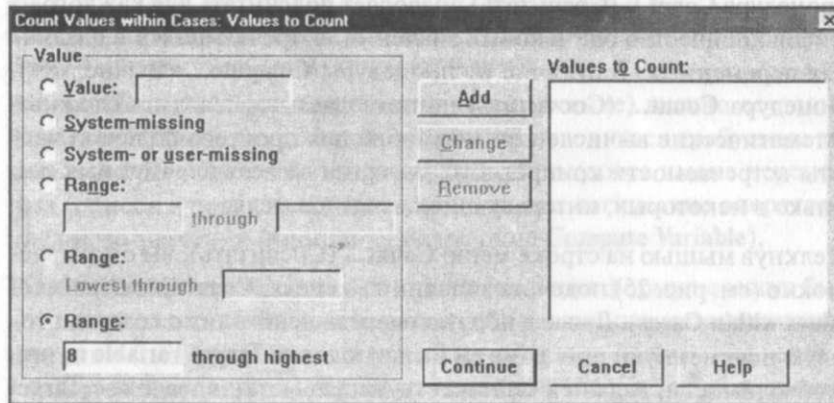 Count Values within Cases: Values to Count
Value
Value:
System-missing
System- or user-missing
Range:
through
Range:
Lowest through
Range:
8 through highest
Add
Change
Remove
Values to Count:
Continue
Cancel
Help